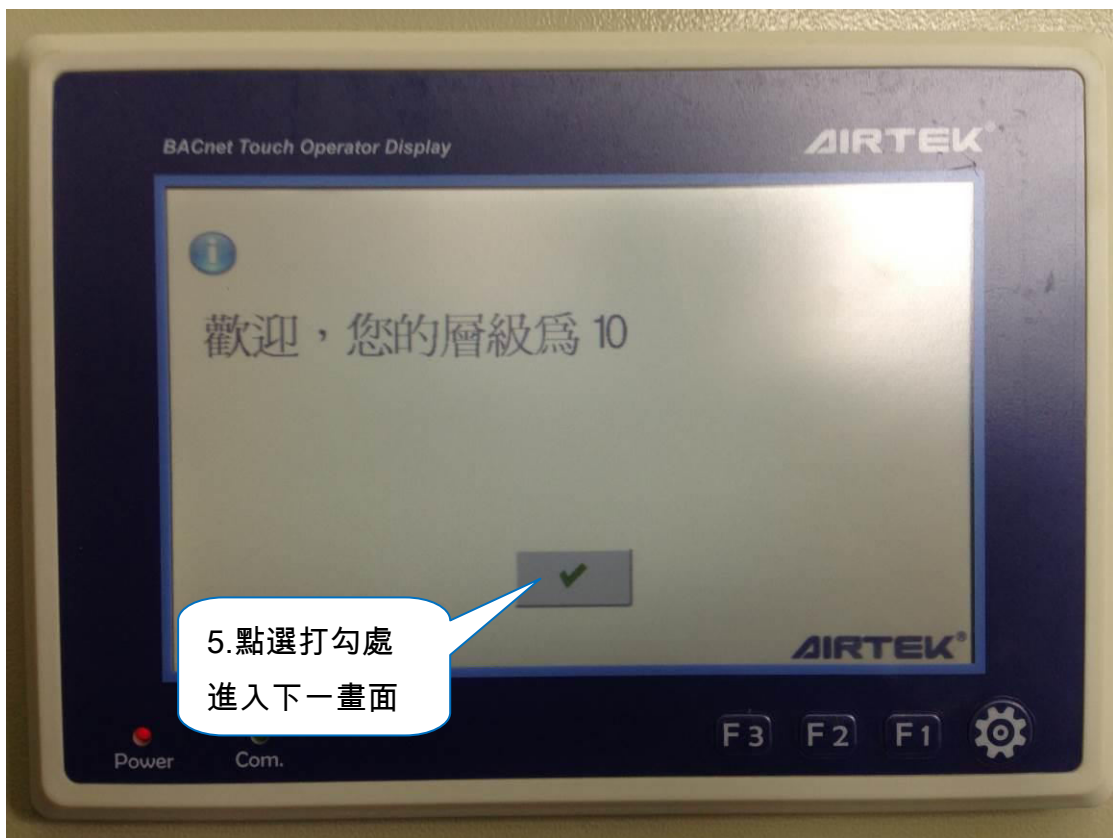 BACnet Touch Operator Display
AIRTEK
歡迎，您的層級爲 10
5.點選打勾處
進入下一畫面
AIRTEK®
F3 F2 F1
Power Com.